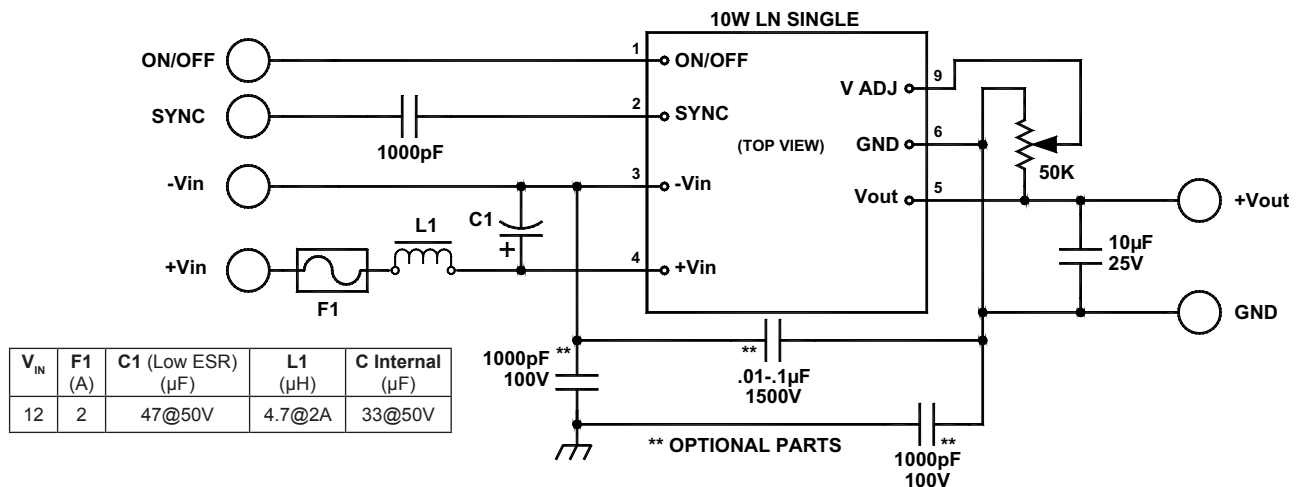 10W LN SINGLE
ON/OFF
1
ON/OFF
V ADJ
9
SYNC
1000pF
2
SYNC
(TOP VIEW)
GND
6
50K
-Vin
3
-Vin
Vout
5
+Vout
C1
+
L1
10µF
25V
+Vin
F1
4
+Vin
GND
1000pF **
100V
**
.01-.1µF
1500V
VIN F1 (A) C1 (Low ESR) (µF) L1 (µH) C Internal (µF)
12 2 47@50V 4.7@2A 33@50V
** OPTIONAL PARTS
**
1000pF
100V